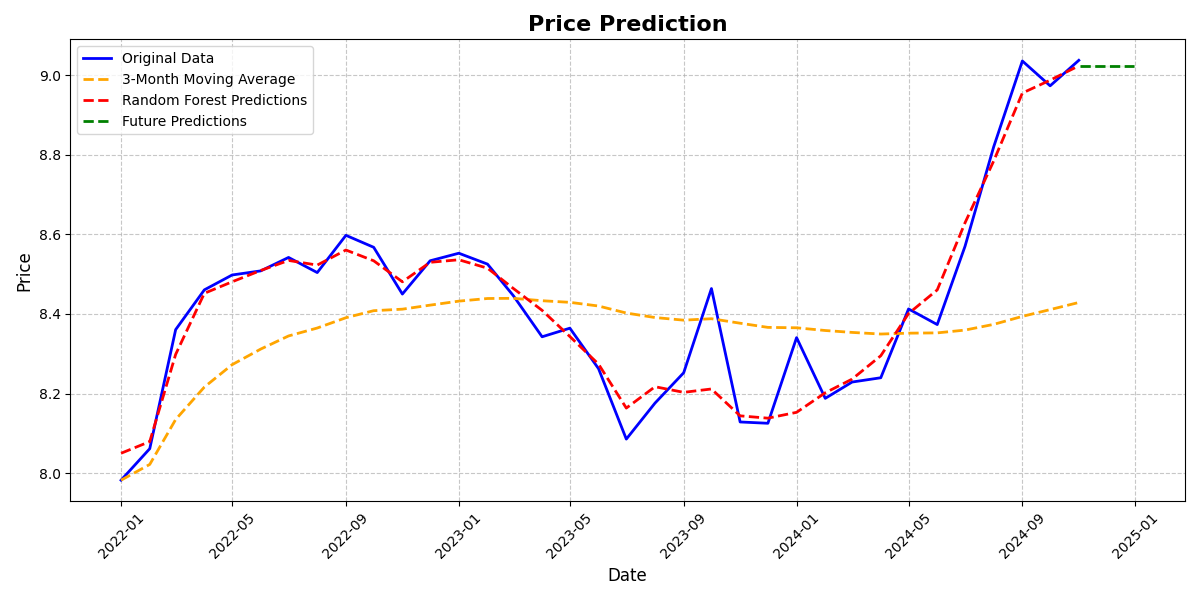 Price Prediction
Original Data
3-Month Moving Average
Random Forest Predictions
Future Predictions
Price
9.0
8.8
8.6
8.4
8.2
8.0
2022-01
2022-05
2022-09
2023-01
2023-05
2023-09
2024-01
2024-05
2024-09
2025-01
Date